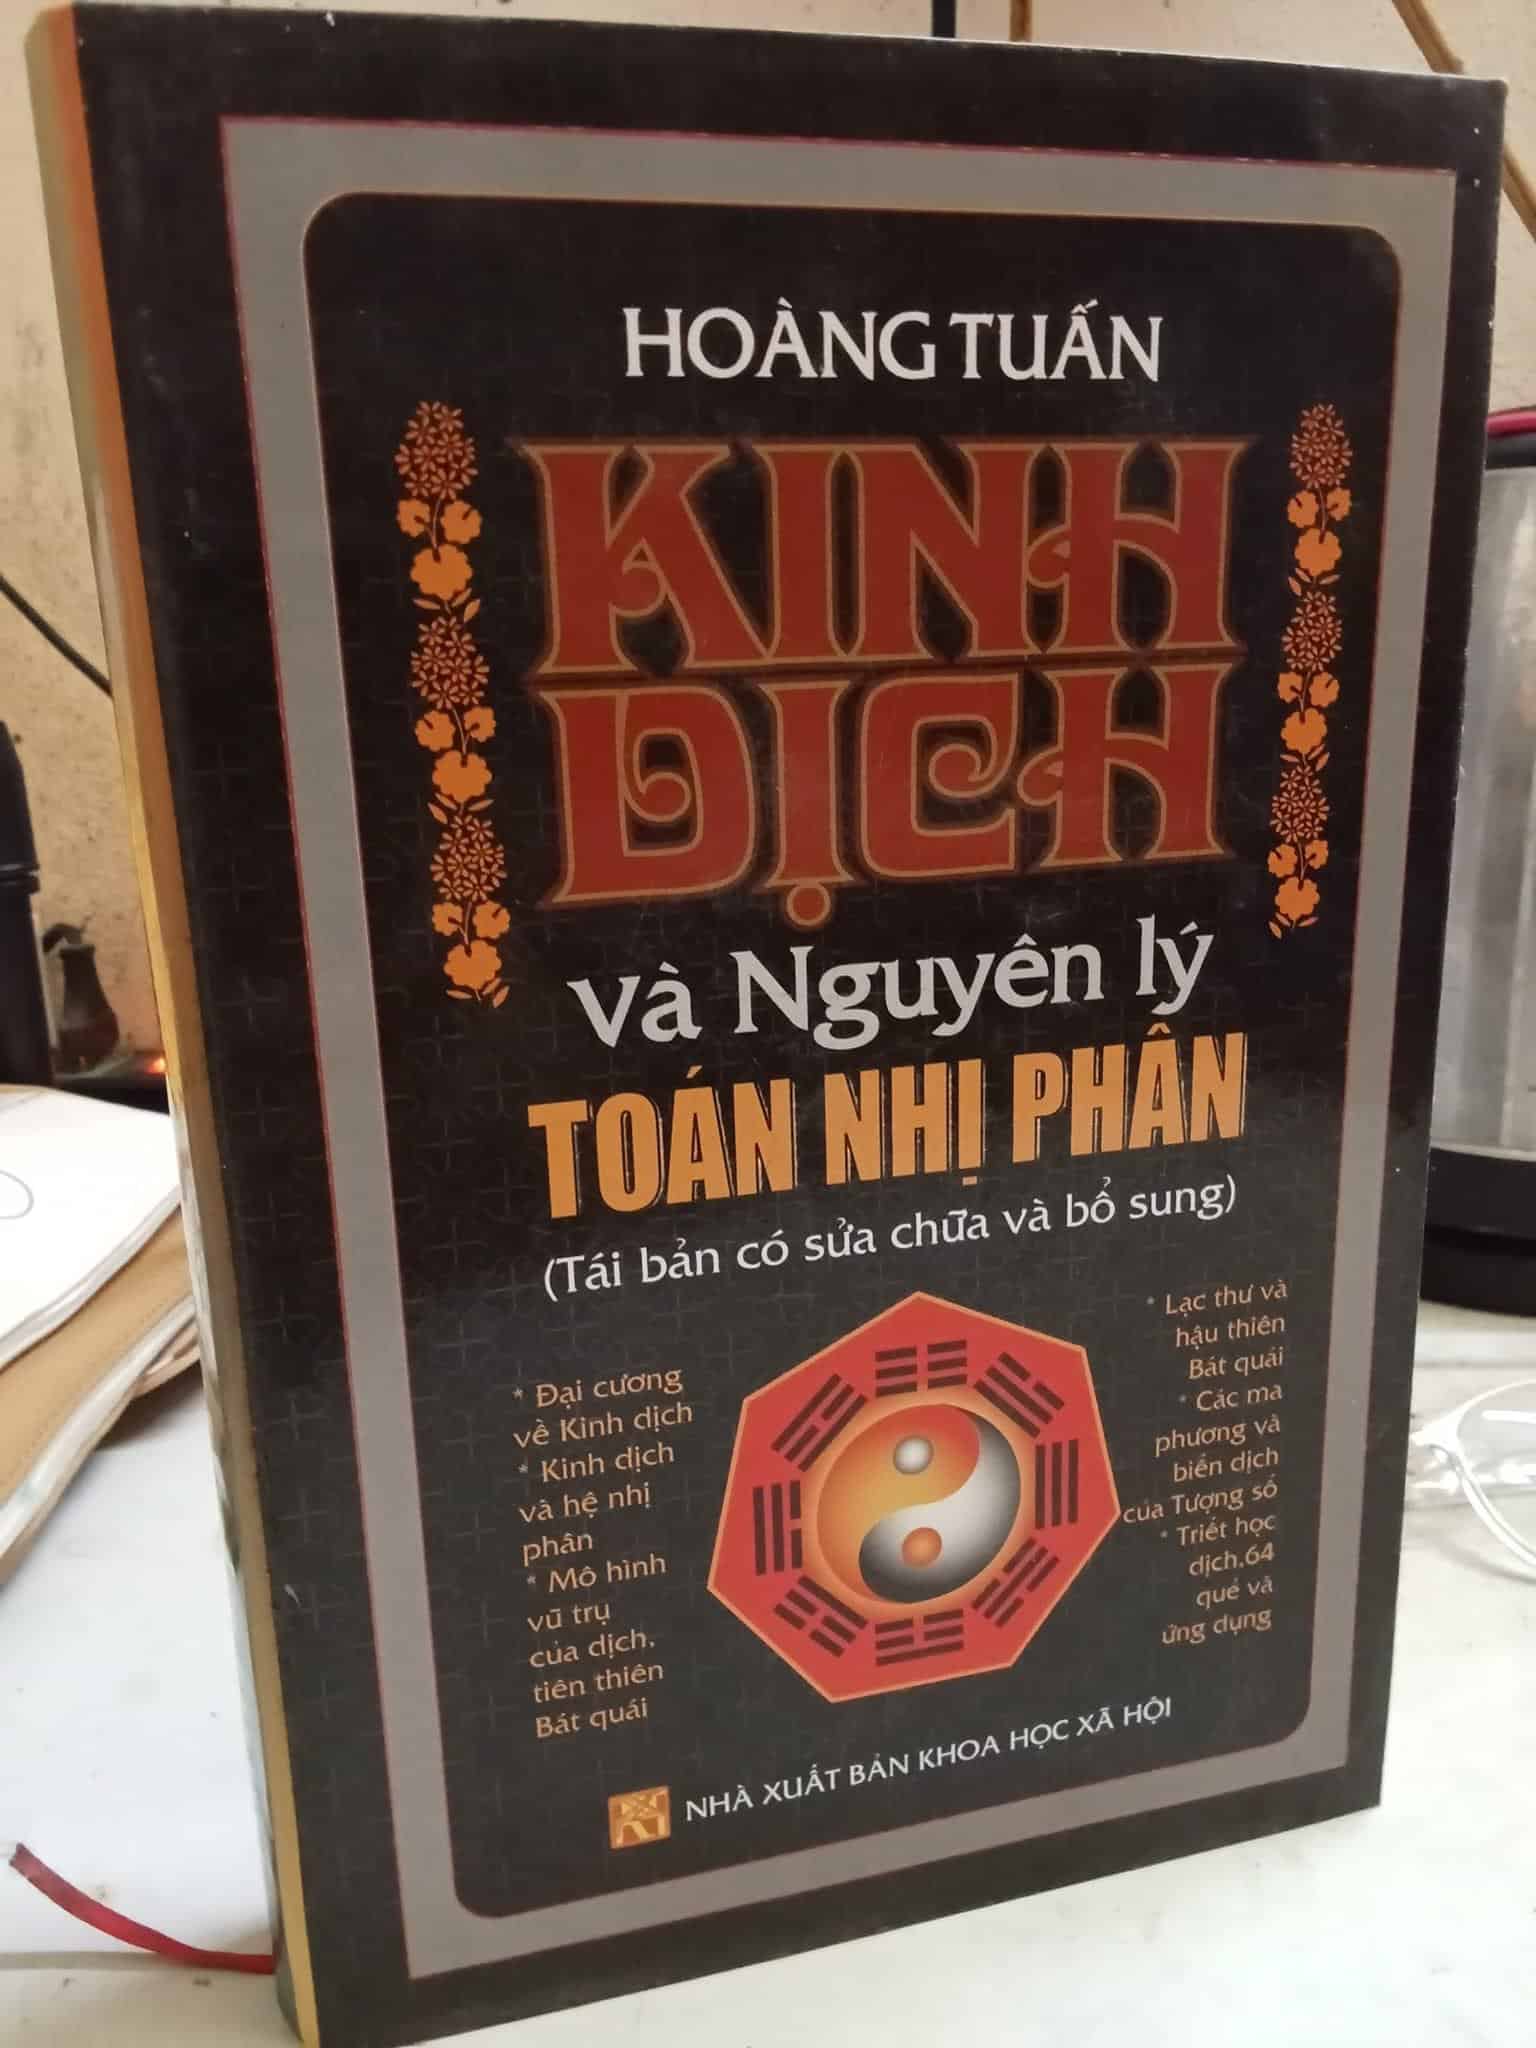 HOÀNG TUẤN
KINH
DỊCH
và Nguyên lý
TOÁN NHỊ PHÂN
(Tái bản có sửa chữa và bổ sung)
* Đại cương
về Kinh dịch
* Kinh dịch
và hệ nhị
phân
* Mô hình
vũ trụ
của dịch,
tiên thiên
Bát quái
* Lạc thư và
hậu thiên
Bát quái
* Các ma
phương và
biến dịch
của Tượng số
* Triết học
dịch.64
quẻ và
ứng dụng
NHÀ XUẤT BẢN KHOA HỌC XÃ HỘI